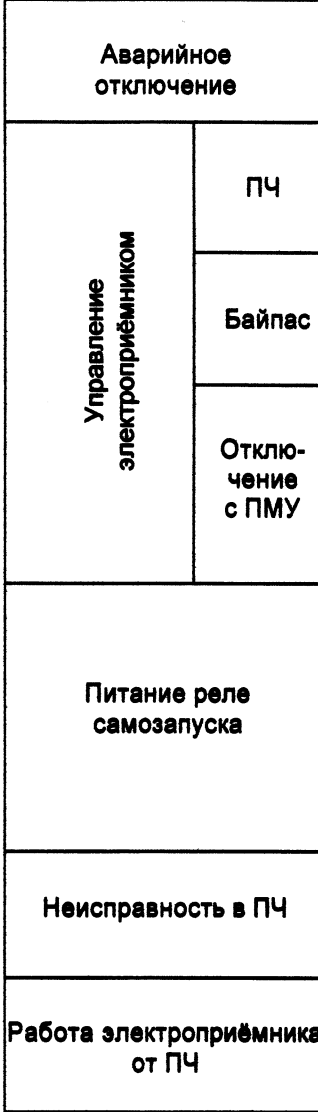 Аварийное
отключение
Управление
электроприёмником
ПЧ
Байпас
Отклю-
чение
с ПМУ
Питание реле
самозапуска
Неисправность в ПЧ
Работа электроприёмника
от ПЧ